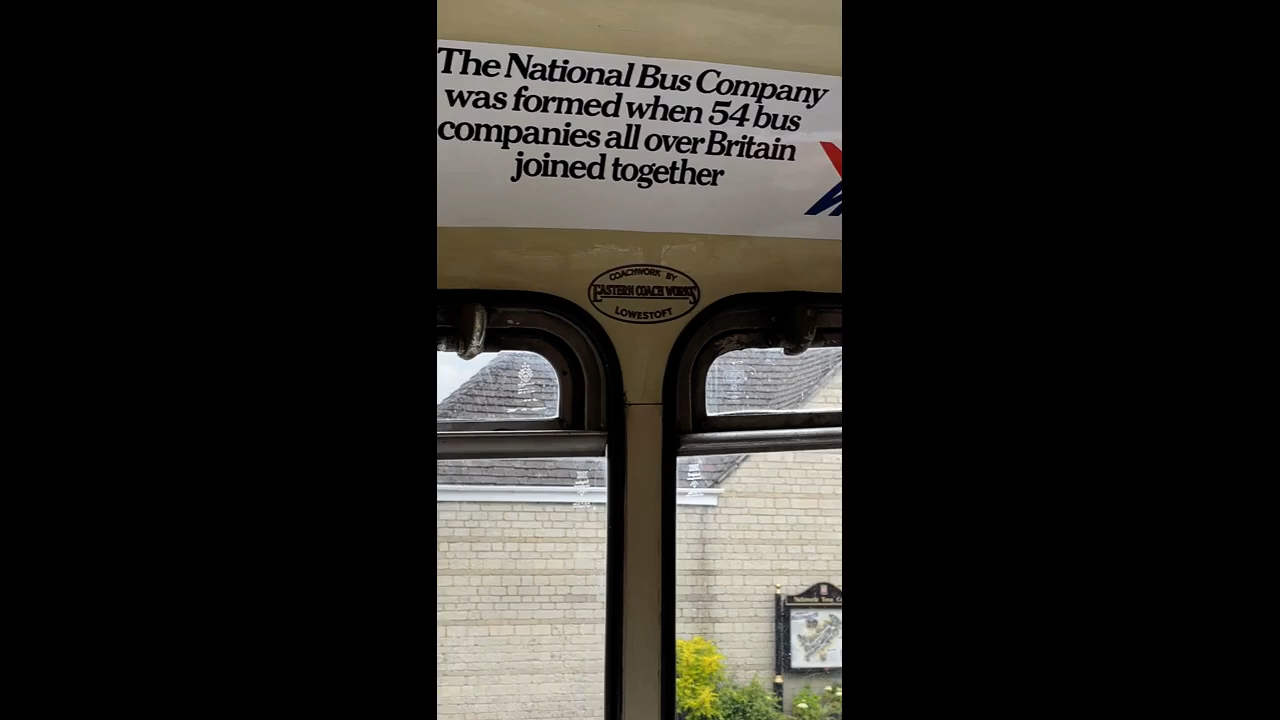 The National Bus Company
was formed when 54 bus
companies all over Britain
joined together
COACHWORK BY
EASTERN COACH WORKS
LOWESTOFT